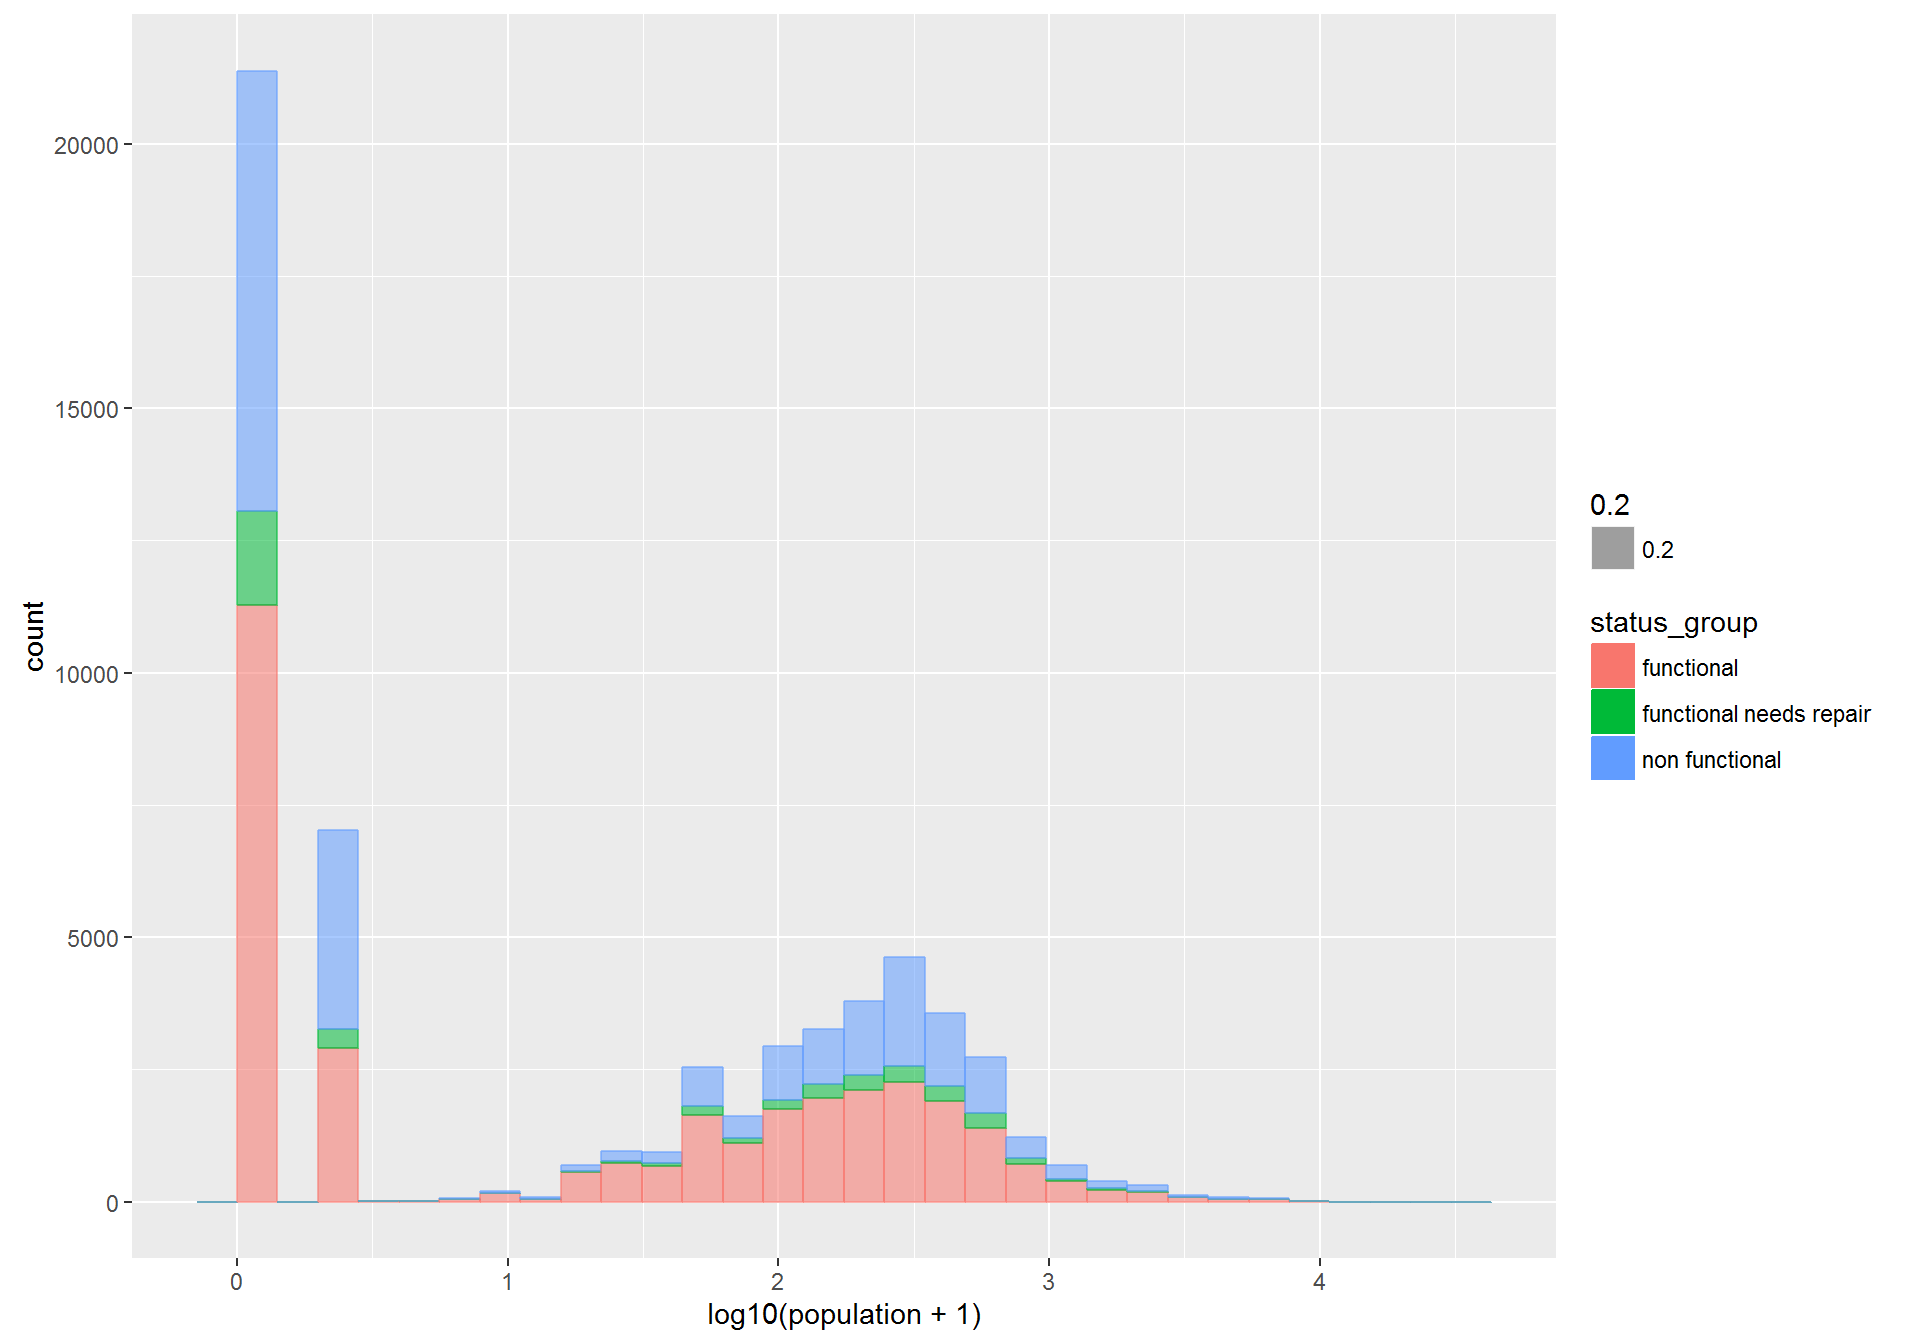 20000
15000
10000
5000
0
count
0 1 2 3 4
log10(population + 1)
0.2
0.2
status_group
functional
functional needs repair
non functional